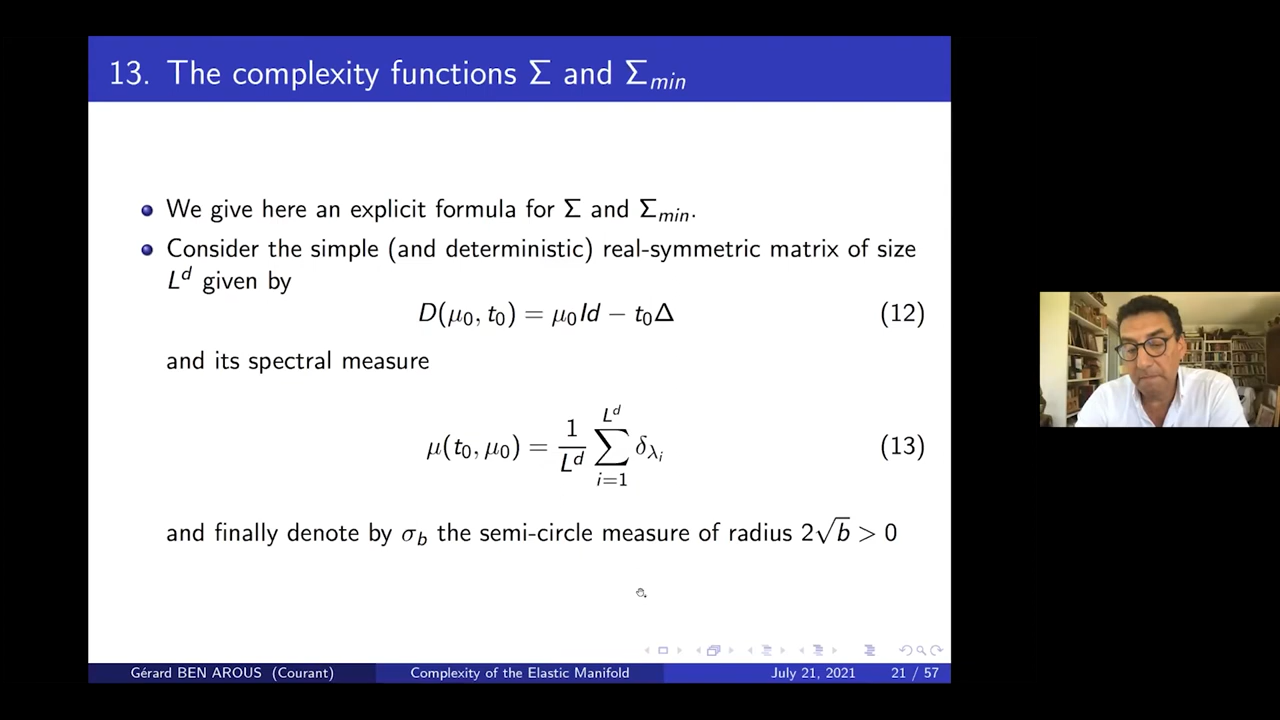 13. The complexity functions Σ and Σ_min
We give here an explicit formula for Σ and Σ_min.
Consider the simple (and deterministic) real-symmetric matrix of size
L^d given by
D(μ_0, t_0) = μ_0 Id − t_0 Δ (12)
and its spectral measure
μ(t_0, μ_0) = \frac{1}{L^d} \sum_{i=1}^{L^d} δ_{λ_i} (13)
and finally denote by σ_b the semi-circle measure of radius 2√b > 0
Gérard BEN AROUS (Courant) Complexity of the Elastic Manifold July 21, 2021 21 / 57